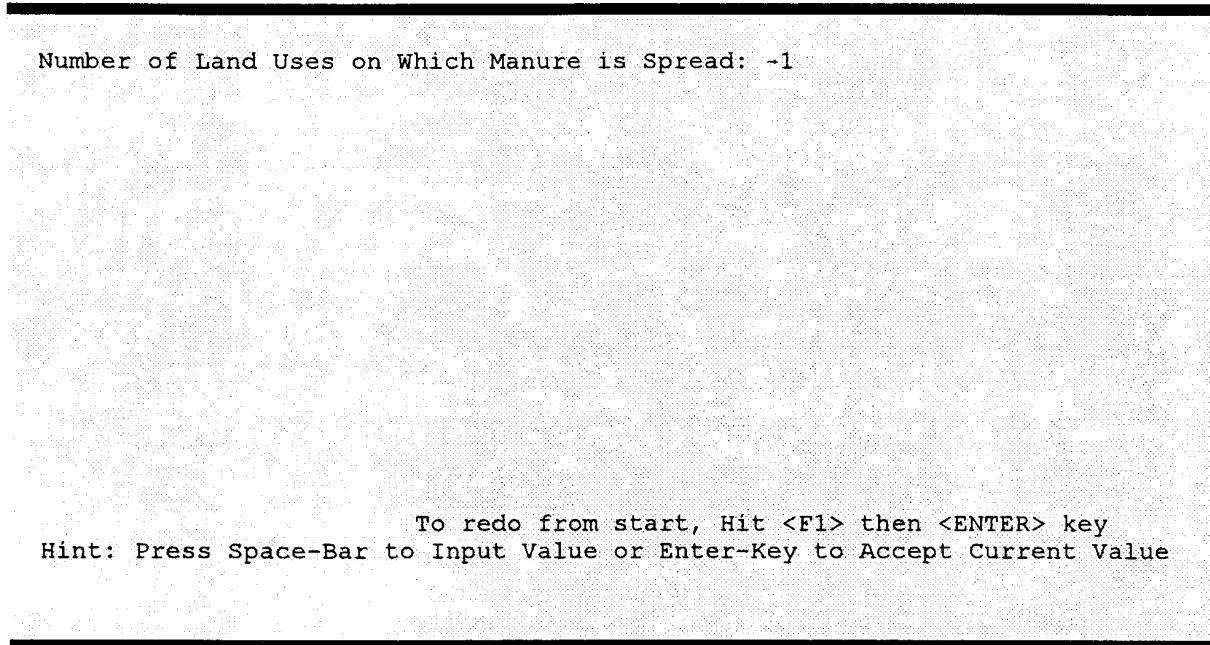 Number of Land Uses on Which Manure is Spread: →1
To redo from start, Hit <F1> then <ENTER> key
Hint: Press Space-Bar to Input Value or Enter-Key to Accept Current Value